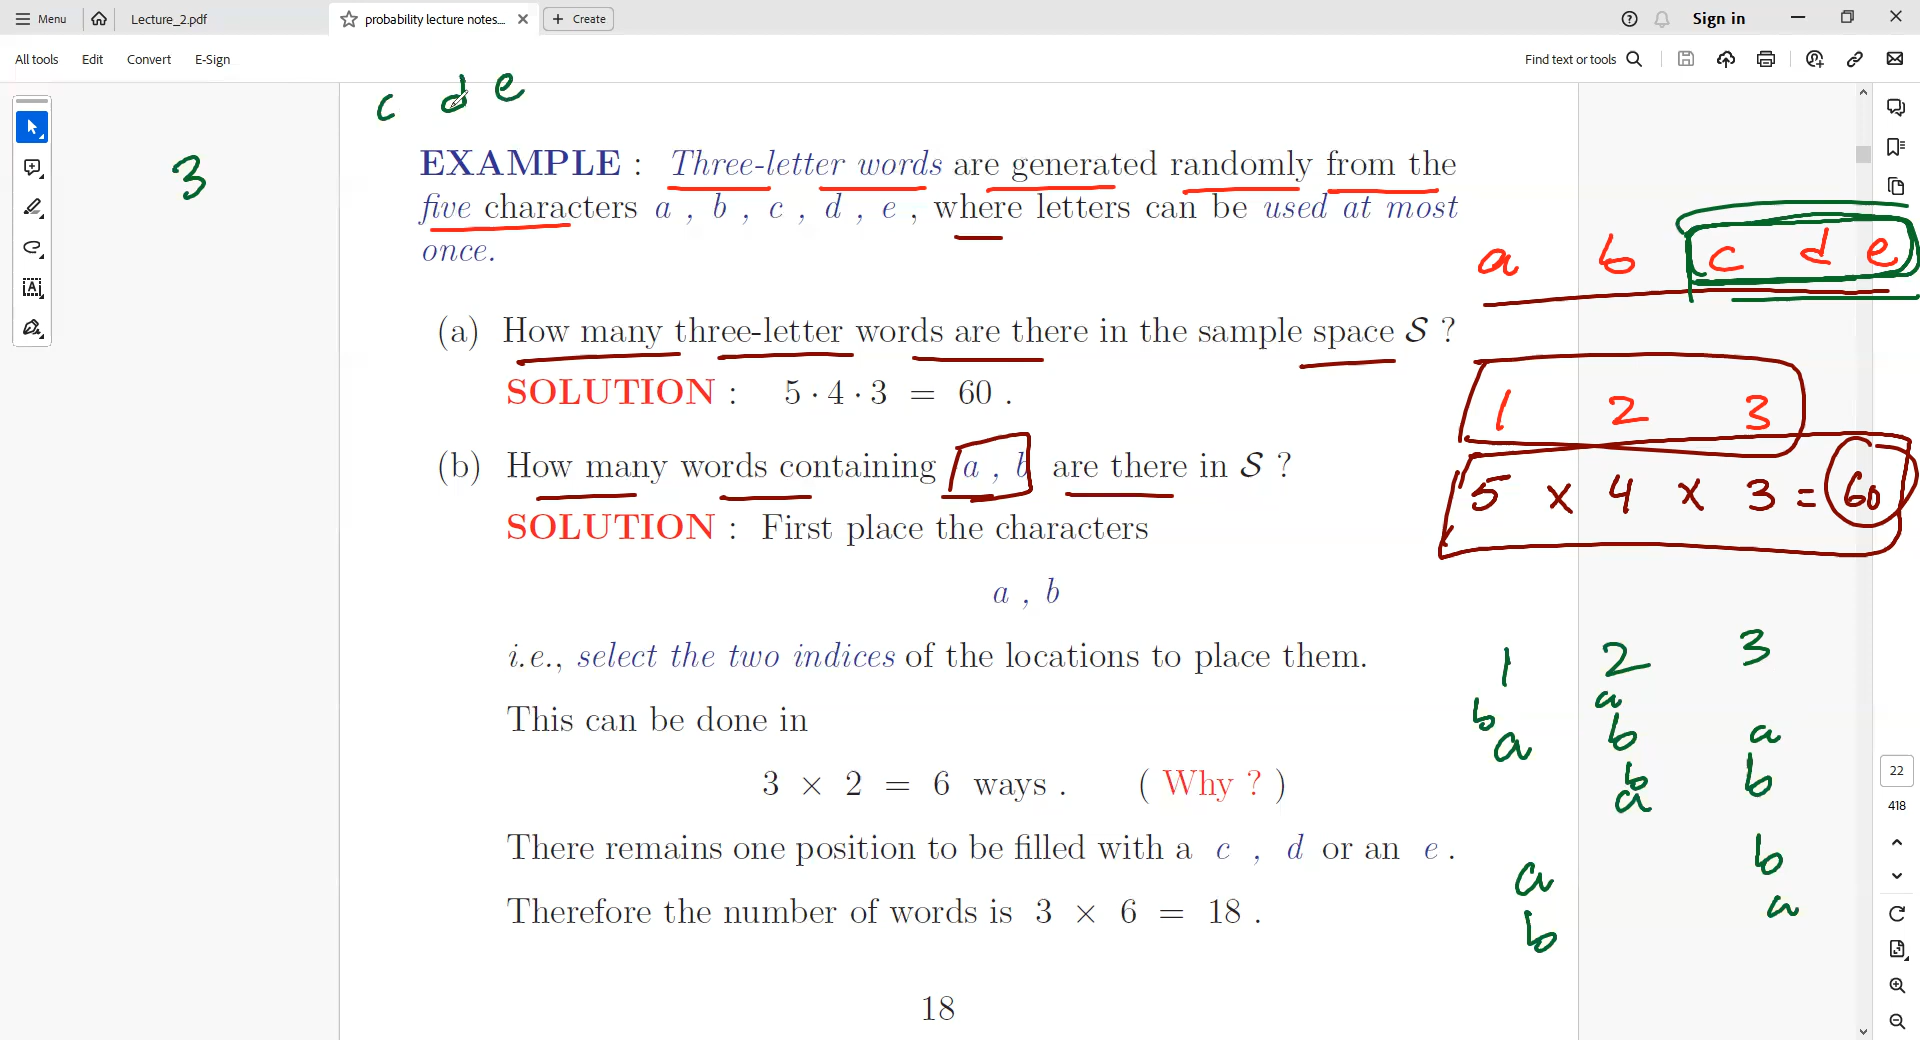 Menu Lecture_2.pdf probability lecture notes... Create Sign in
All tools Edit Convert E-Sign Find text or tools
c d e
3
EXAMPLE : Three-letter words are generated randomly from the
five characters a , b , c , d , e , where letters can be used at most
once.
a b c d e
(a) How many three-letter words are there in the sample space S ?
SOLUTION : 5 · 4 · 3 = 60 .
1 2 3
(b) How many words containing a , b are there in S ?
5 x 4 x 3 = 60
SOLUTION : First place the characters
a , b
i.e., select the two indices of the locations to place them.
1 2 3
This can be done in
b a
a b a
b b
a
3 × 2 = 6 ways . ( Why ? )
22
418
There remains one position to be filled with a c , d or an e .
a b
Therefore the number of words is 3 × 6 = 18 .
b a
18